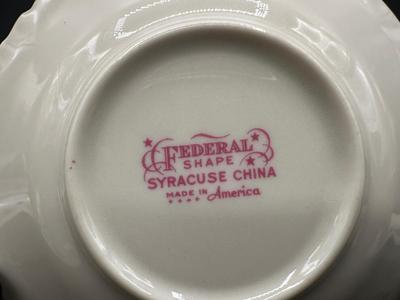 FEDERAL
SHAPE
SYRACUSE CHINA
MADE IN America